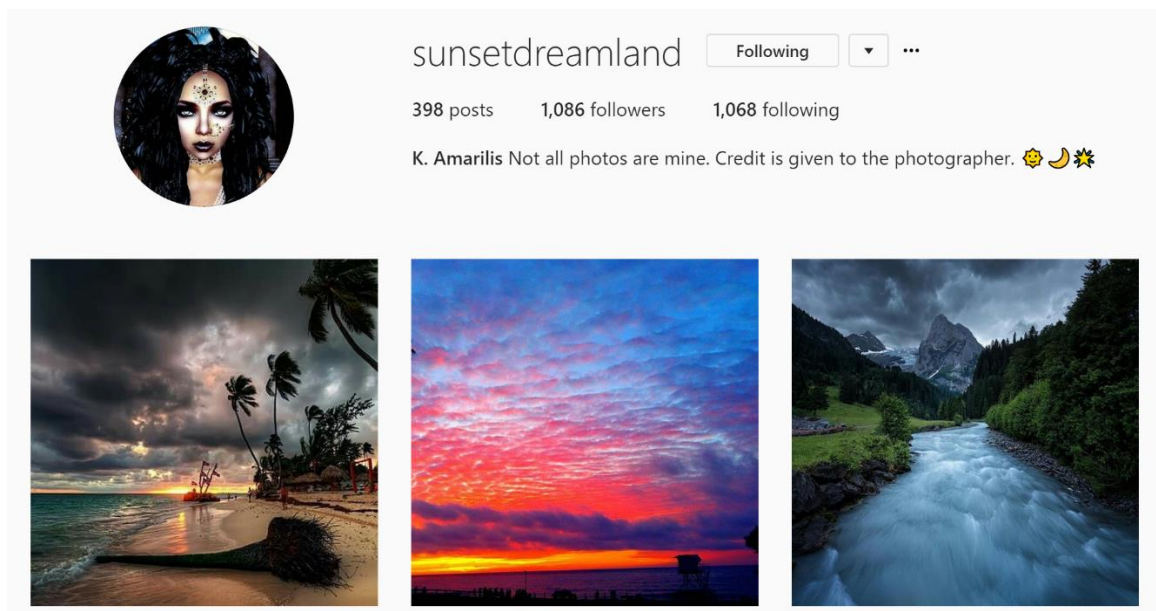 sunsetdreamland Following
398 posts 1,086 followers 1,068 following
K. Amarilis Not all photos are mine. Credit is given to the photographer. 🌞🌙🌟